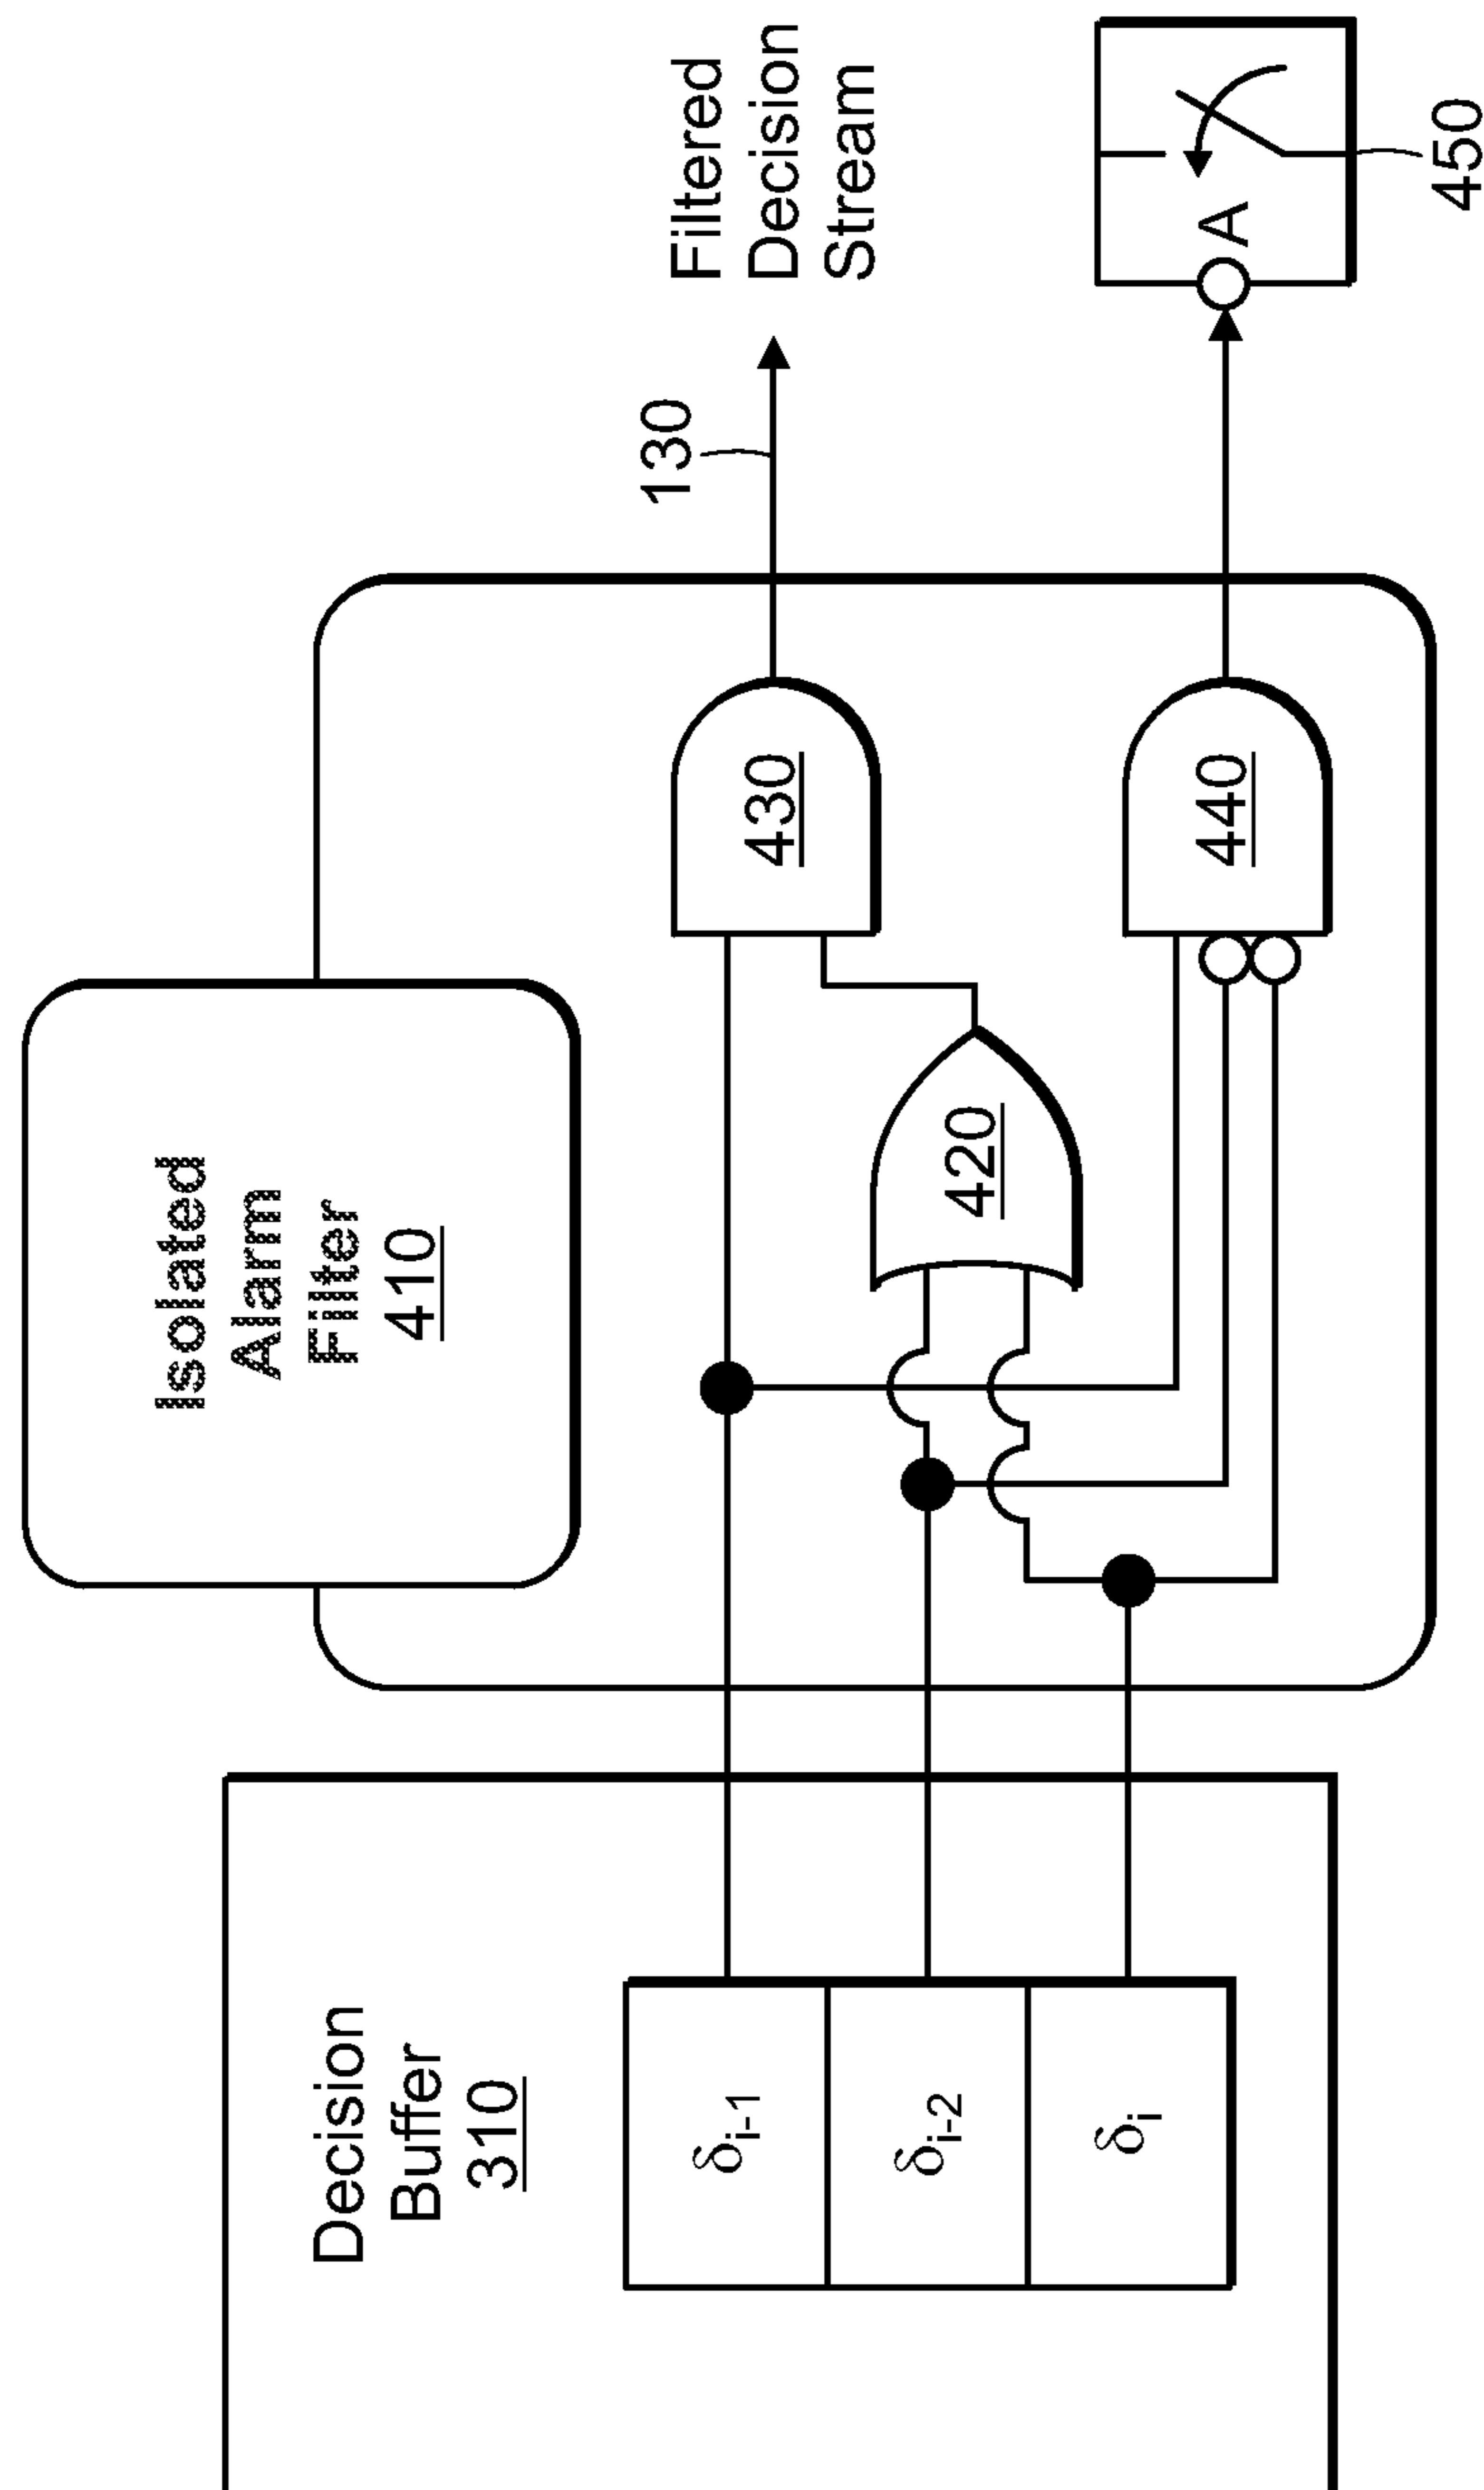 Decision
Buffer
310
δi-1
δi-2
δi
Isolated
Alarm
Filter
410
420
430
440
130
Filtered
Decision
Stream
A
450